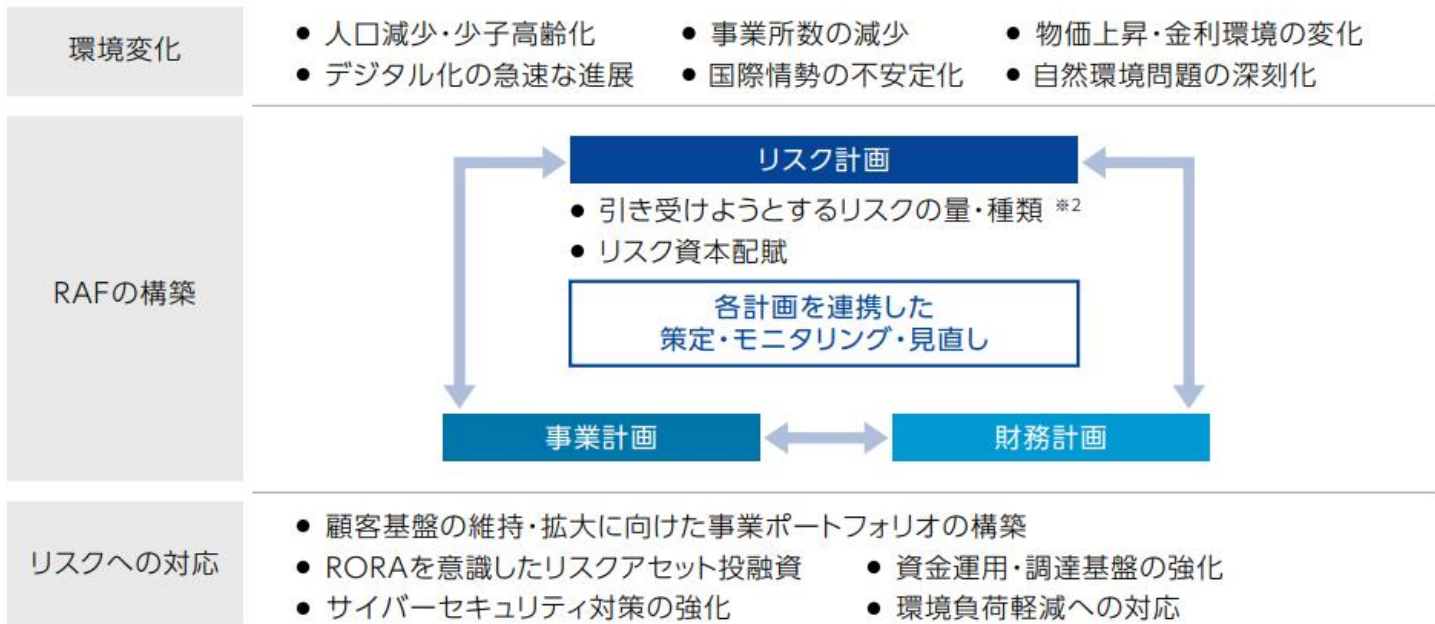 環境変化
● 人口減少・少子高齢化 ● 事業所数の減少 ● 物価上昇・金利環境の変化
● デジタル化の急速な進展 ● 国際情勢の不安定化 ● 自然環境問題の深刻化
RAFの構築
リスク計画
● 引き受けようとするリスクの量・種類 ※2
● リスク資本配賦
各計画を連携した
策定・モニタリング・見直し
事業計画 財務計画
リスクへの対応
● 顧客基盤の維持・拡大に向けた事業ポートフォリオの構築
● RORAを意識したリスクアセット投融資 ● 資金運用・調達基盤の強化
● サイバーセキュリティ対策の強化 ● 環境負荷軽減への対応